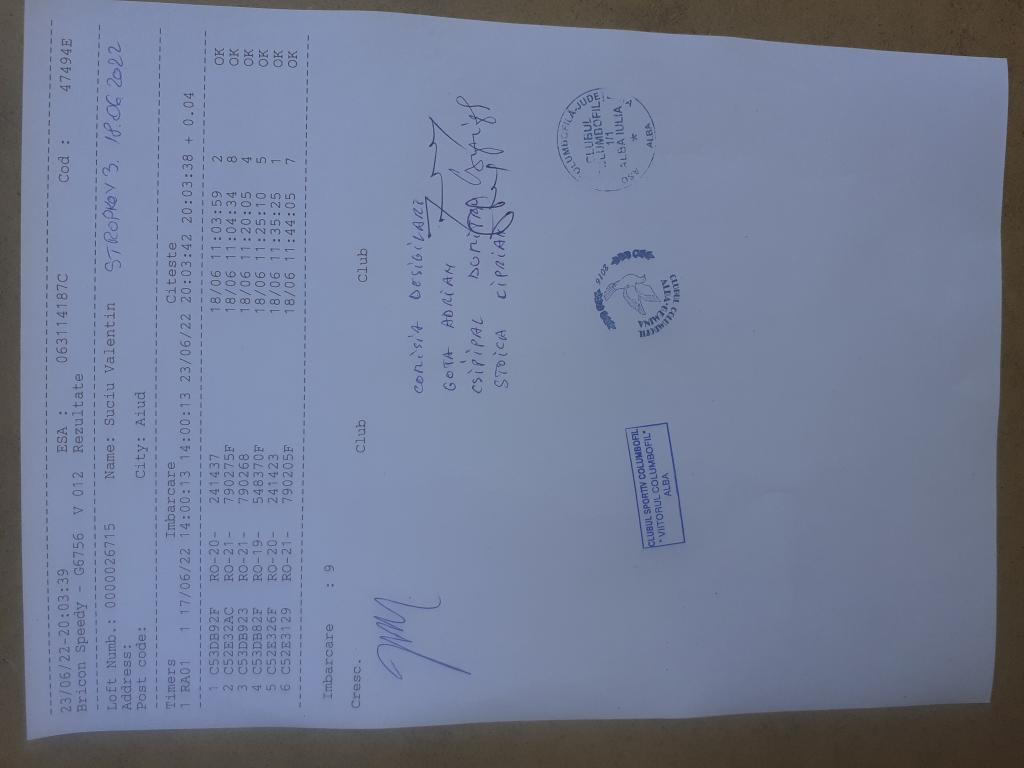 --------------------------------------------------------------------------------
23/06/22-20:03:39 ESA : 063114187C Cod : 47494E
Bricon Speedy - G6756 V 012 Rezultate
--------------------------------------------------------------------------------
Loft Numb.: 0000026715 Name: Suciu Valentin STROPKOV 3. 18.06.2022
Address:
Post code: City: Aiud
--------------------------------------------------------------------------------
Timers Imbarcare Citeste
1 RA01 1 17/06/22 14:00:13 14:00:13 23/06/22 20:03:42 20:03:38 + 0.04
--------------------------------------------------------------------------------
1 C53DB92F RO-20- 241437 18/06 11:03:59 2 OK
2 C52E32AC RO-21- 790275F 18/06 11:04:34 8 OK
3 C53DB923 RO-21- 790268 18/06 11:20:05 4 OK
4 C53DB82F RO-19- 548370F 18/06 11:25:10 5 OK
5 C52E326F RO-20- 241423 18/06 11:35:25 1 OK
6 C52E3129 RO-21- 790205F 18/06 11:44:05 7 OK
--------------------------------------------------------------------------------
Imbarcare : 9
Cresc. Club Club
COMISIA DESIGILARI
GOTA ADRIAN
CSIPIPAL
STOICA CIPRIAN
CLUBUL SPORTIV COLUMBOFIL
"VIITORUL COLUMBOFIL"
ALBA
2016
CLUBUL
COLUMBOFILE
1/1
ALBA IULIA
*
ALBA